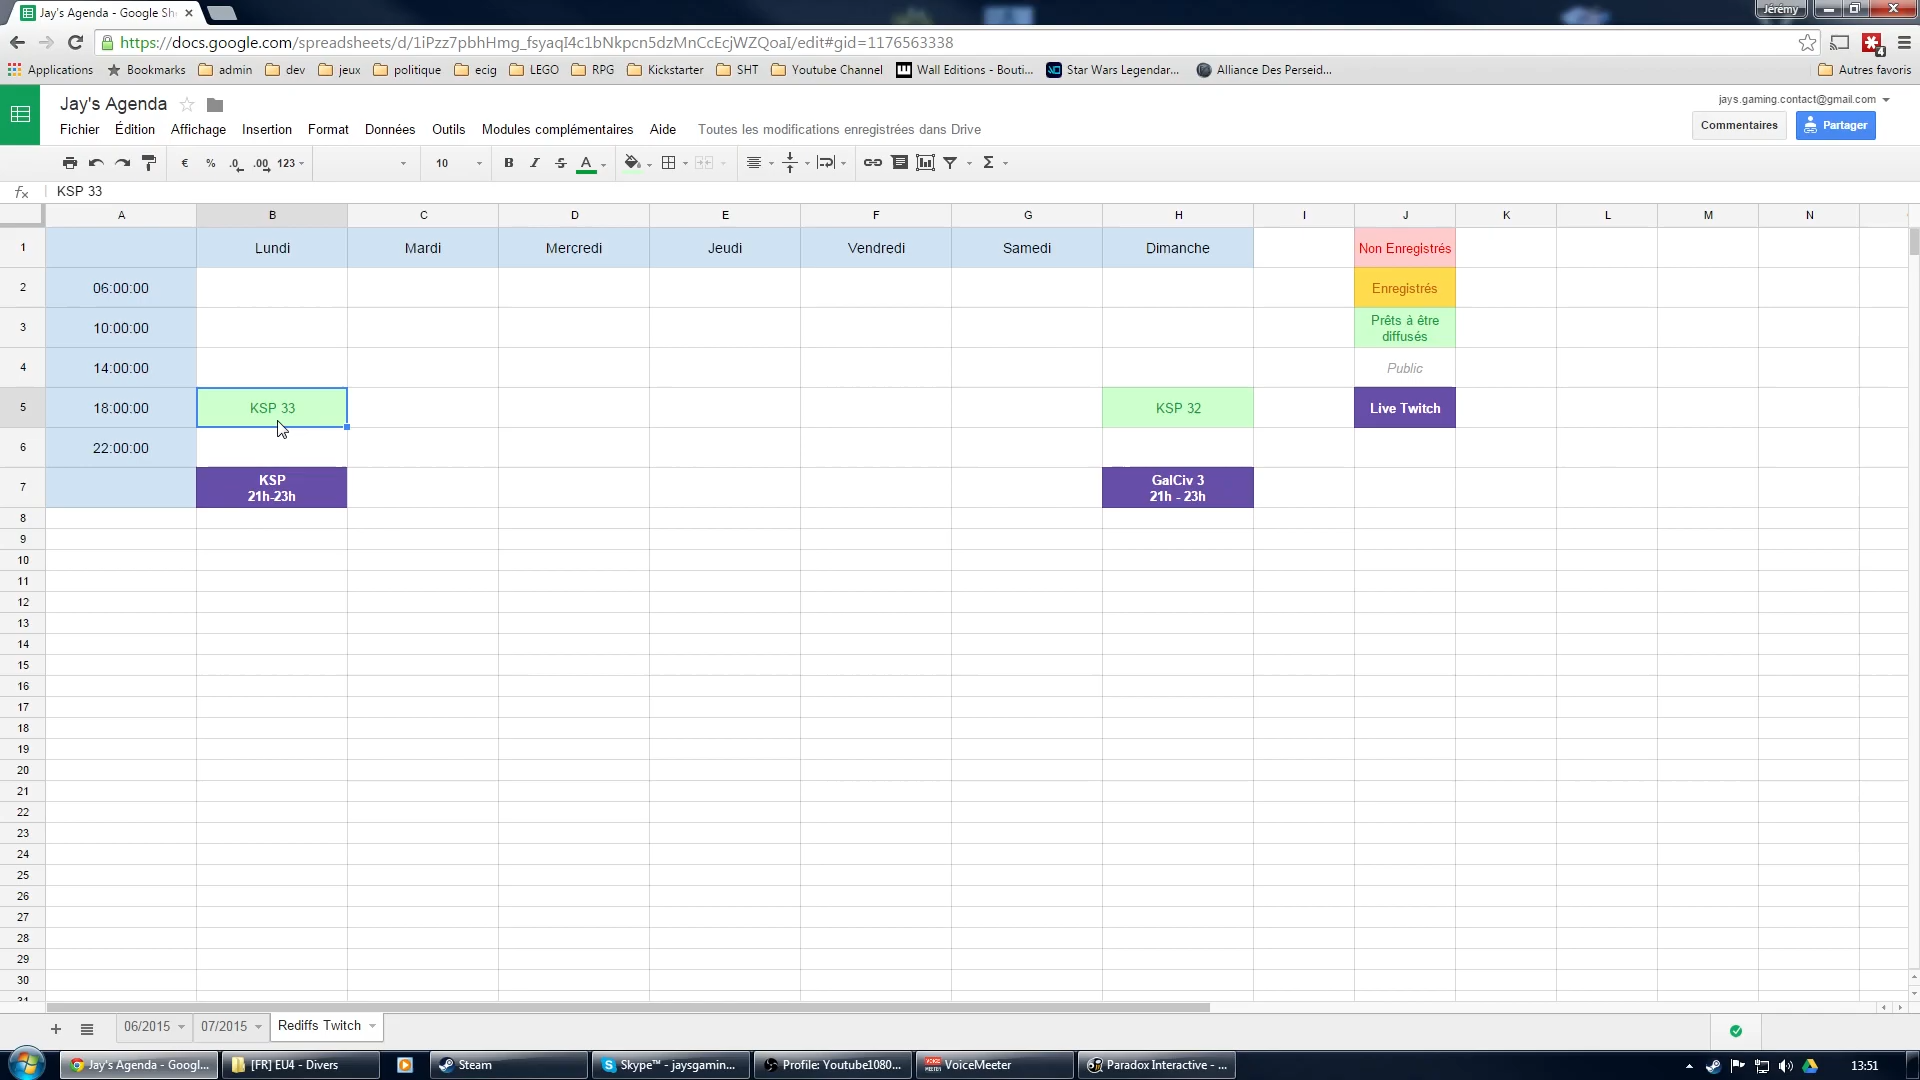 Jay's Agenda - Google She
Jérémy
https://docs.google.com/spreadsheets/d/1iPzz7pbhHmg_fsyaqI4c1bNkpcn5dzMnCcEcjWZQoaI/edit#gid=1176563338
Applications Bookmarks admin dev jeux politique ecig LEGO RPG Kickstarter SHT Youtube Channel Wall Editions - Bouti... Star Wars Legendar... Alliance Des Perseid... Autres favoris
Jay's Agenda
jays.gaming.contact@gmail.com
Fichier Édition Affichage Insertion Format Données Outils Modules complémentaires Aide Toutes les modifications enregistrées dans Drive
Commentaires Partager
€ % .0 .00 123 10 B I S A Σ
fx KSP 33
A B C D E F G H I J K L M N
1 Lundi Mardi Mercredi Jeudi Vendredi Samedi Dimanche Non Enregistrés
2 06:00:00 Enregistrés
3 10:00:00 Prêts à être
diffusés
4 14:00:00 Public
5 18:00:00 KSP 33 KSP 32 Live Twitch
6 22:00:00
7 KSP GalCiv 3
21h-23h 21h - 23h
8
9
10
11
12
13
14
15
16
17
18
19
20
21
22
23
24
25
26
27
28
29
30
31
06/2015 07/2015 Rediffs Twitch
Jay's Agenda - Googl... [FR] EU4 - Divers Steam Skype™ - jaysgamin... Profile: Youtube1080... VoiceMeeter Paradox Interactive - ... 13:51